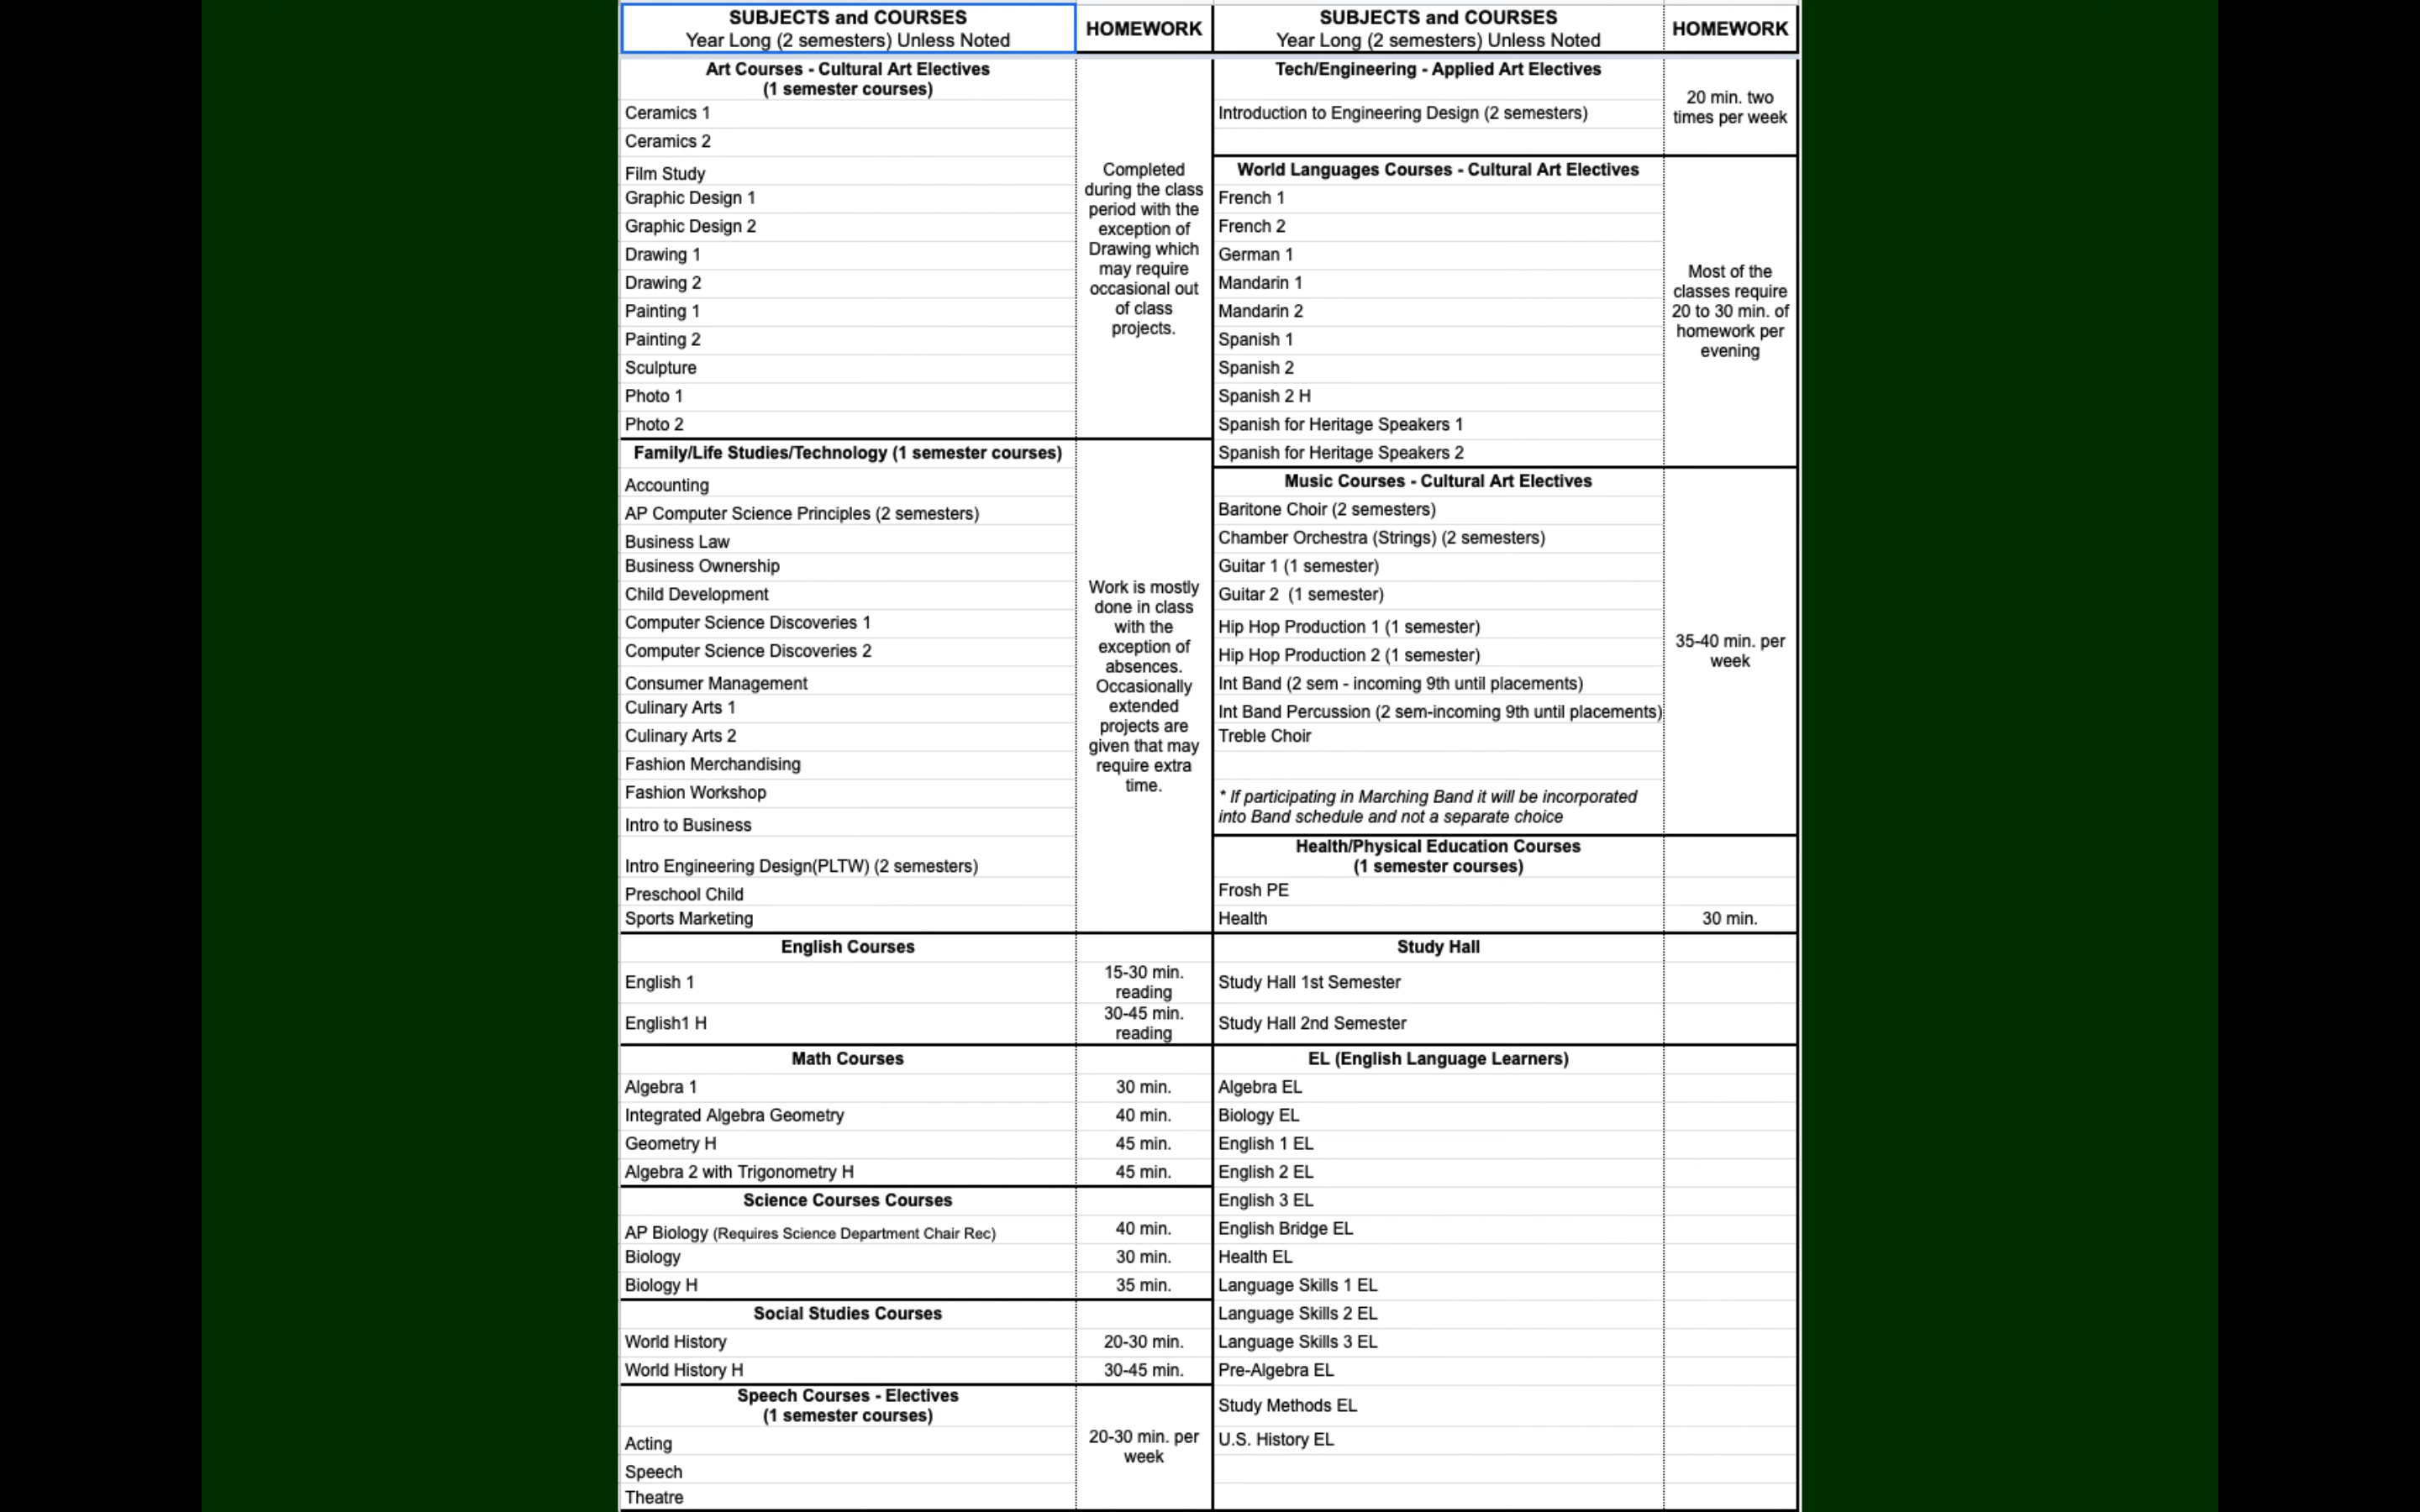 SUBJECTS and COURSES
Year Long (2 semesters) Unless Noted
HOMEWORK
Art Courses - Cultural Art Electives
(1 semester courses)
Ceramics 1
Ceramics 2
Film Study
Graphic Design 1
Graphic Design 2
Drawing 1
Drawing 2
Painting 1
Painting 2
Sculpture
Photo 1
Photo 2
Completed
during the class
period with the
exception of
Drawing which
may require
occasional out
of class
projects.
Family/Life Studies/Technology (1 semester courses)
Accounting
AP Computer Science Principles (2 semesters)
Business Law
Business Ownership
Child Development
Computer Science Discoveries 1
Computer Science Discoveries 2
Consumer Management
Culinary Arts 1
Culinary Arts 2
Fashion Merchandising
Fashion Workshop
Intro to Business
Intro Engineering Design(PLTW) (2 semesters)
Preschool Child
Sports Marketing
Work is mostly
done in class
with the
exception of
absences.
Occasionally
extended
projects are
given that may
require extra
time.
English Courses
English 1
15-30 min.
reading
English1 H
30-45 min.
reading
Math Courses
Algebra 1
30 min.
Integrated Algebra Geometry
40 min.
Geometry H
45 min.
Algebra 2 with Trigonometry H
45 min.
Science Courses Courses
AP Biology (Requires Science Department Chair Rec)
40 min.
Biology
30 min.
Biology H
35 min.
Social Studies Courses
World History
20-30 min.
World History H
30-45 min.
Speech Courses - Electives
(1 semester courses)
Acting
Speech
Theatre
20-30 min. per
week
SUBJECTS and COURSES
Year Long (2 semesters) Unless Noted
HOMEWORK
Tech/Engineering - Applied Art Electives
Introduction to Engineering Design (2 semesters)
20 min. two
times per week
World Languages Courses - Cultural Art Electives
French 1
French 2
German 1
Mandarin 1
Mandarin 2
Spanish 1
Spanish 2
Spanish 2 H
Spanish for Heritage Speakers 1
Spanish for Heritage Speakers 2
Most of the
classes require
20 to 30 min. of
homework per
evening
Music Courses - Cultural Art Electives
Baritone Choir (2 semesters)
Chamber Orchestra (Strings) (2 semesters)
Guitar 1 (1 semester)
Guitar 2 (1 semester)
Hip Hop Production 1 (1 semester)
Hip Hop Production 2 (1 semester)
Int Band (2 sem - incoming 9th until placements)
Int Band Percussion (2 sem-incoming 9th until placements)
Treble Choir
* If participating in Marching Band it will be incorporated
into Band schedule and not a separate choice
35-40 min. per
week
Health/Physical Education Courses
(1 semester courses)
Frosh PE
Health
30 min.
Study Hall
Study Hall 1st Semester
Study Hall 2nd Semester
EL (English Language Learners)
Algebra EL
Biology EL
English 1 EL
English 2 EL
English 3 EL
English Bridge EL
Health EL
Language Skills 1 EL
Language Skills 2 EL
Language Skills 3 EL
Pre-Algebra EL
Study Methods EL
U.S. History EL